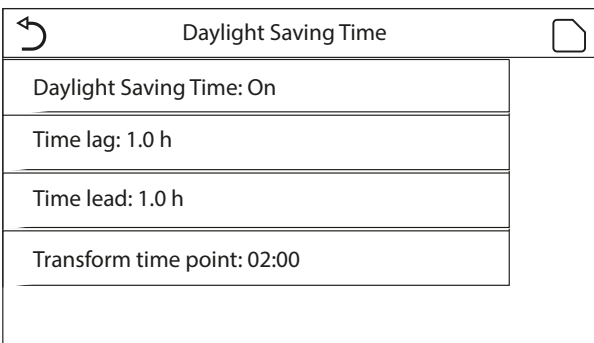 Daylight Saving Time
Daylight Saving Time: On
Time lag: 1.0 h
Time lead: 1.0 h
Transform time point: 02:00